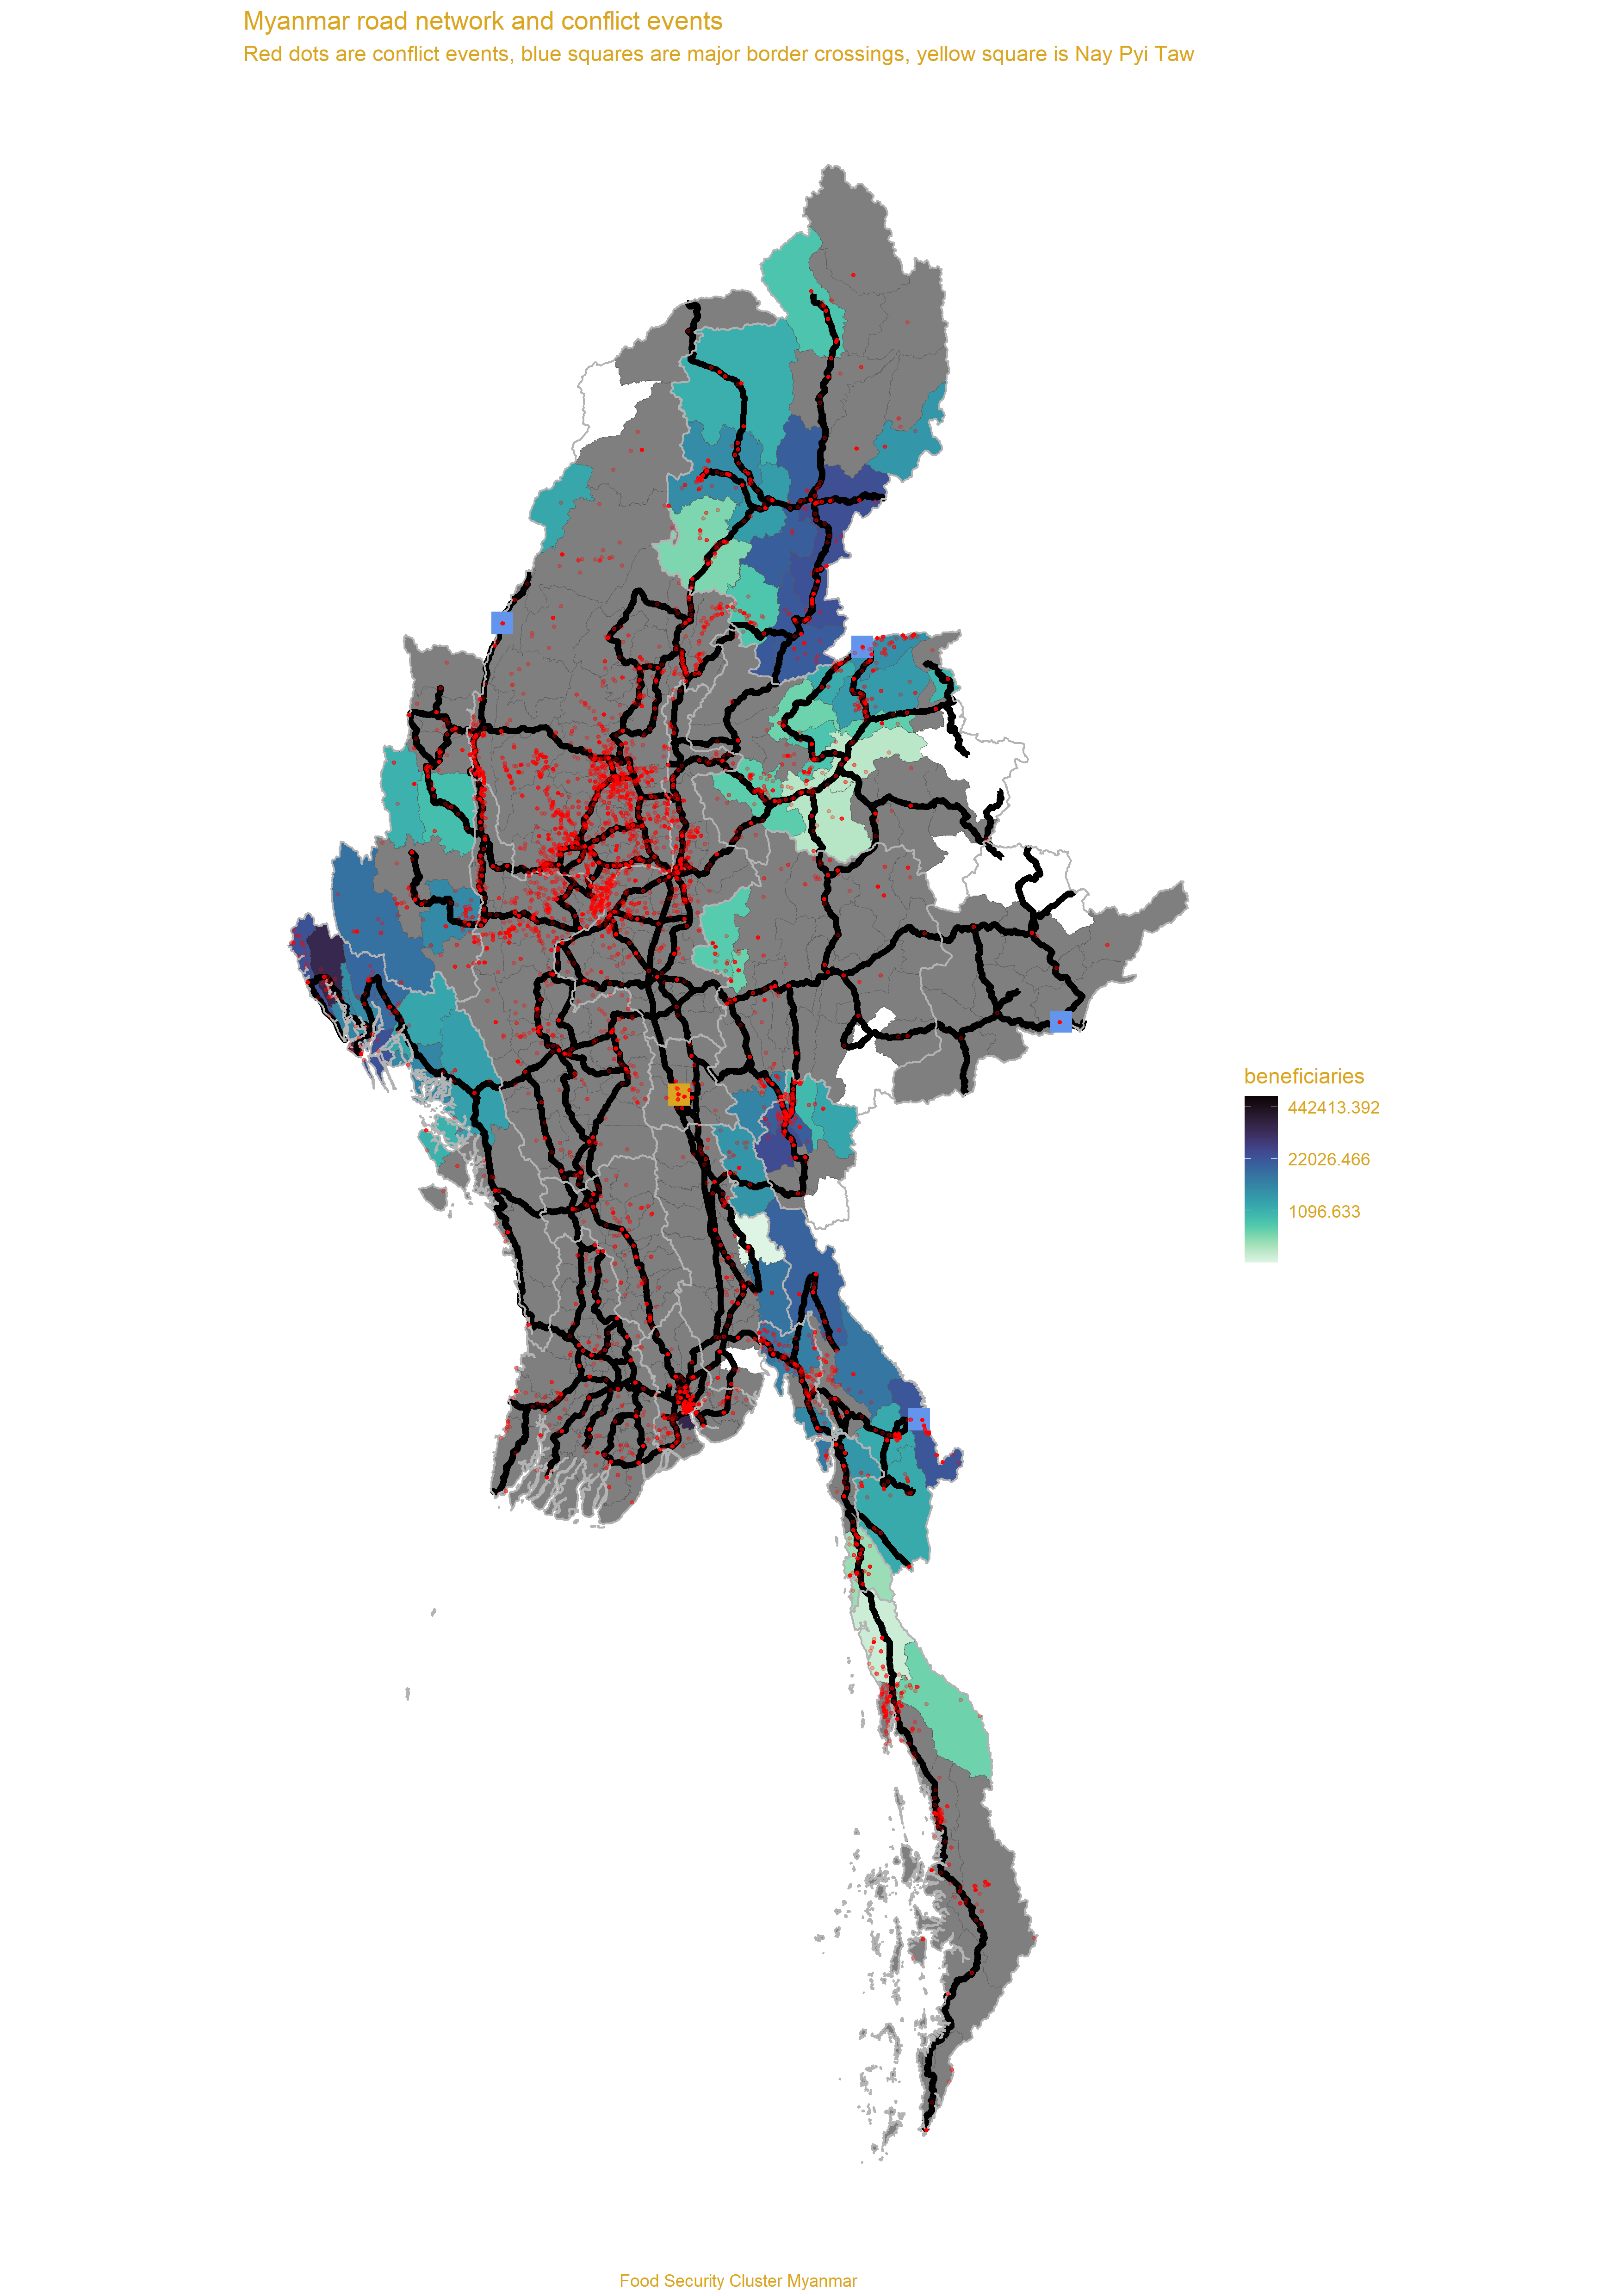 Myanmar road network and conflict events
Red dots are conflict events, blue squares are major border crossings, yellow square is Nay Pyi Taw
beneficiaries
442413.392
22026.466
1096.633
Food Security Cluster Myanmar